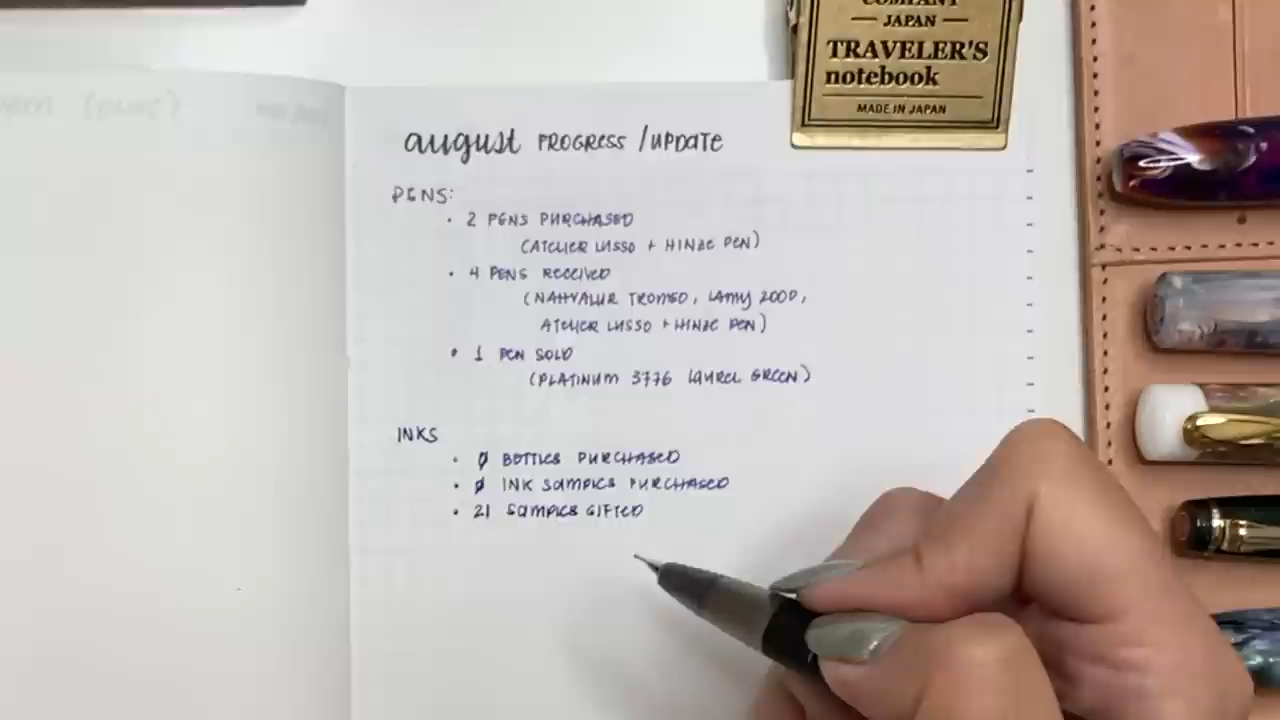 COMPANY
JAPAN
TRAVELER'S
notebook
MADE IN JAPAN
august PROGRESS / UPDATE
PENS:
• 2 PENS PURCHASED
(ATELIER LUSSO + HINZE PEN)
• 4 PENS RECEIVED
(NAHVALUR TROMSO, LAMY 2000,
ATELIER LUSSO + HINZE PEN)
• 1 PEN SOLD
(PLATINUM 3776 LAUREL GREEN)
INKS
• 0 BOTTLES PURCHASED
• 0 INK SAMPLES PURCHASED
• 21 SAMPLES GIFTED